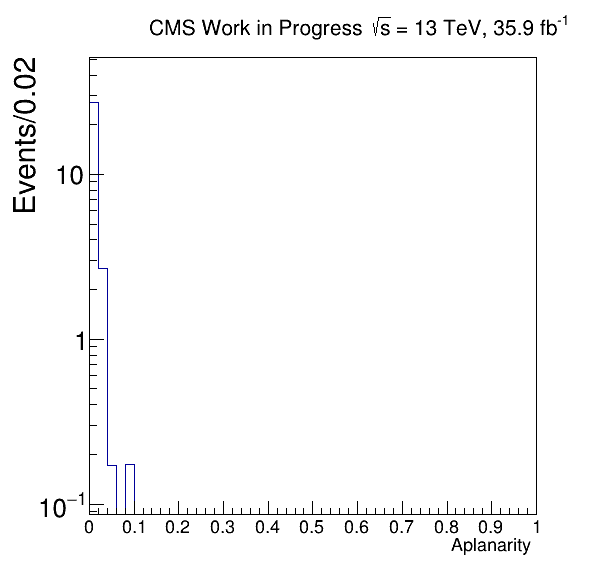 CMS Work in Progress √s = 13 TeV, 35.9 fb⁻¹
Events/0.02
10
1
10⁻¹
0 0.1 0.2 0.3 0.4 0.5 0.6 0.7 0.8 0.9 1
Aplanarity